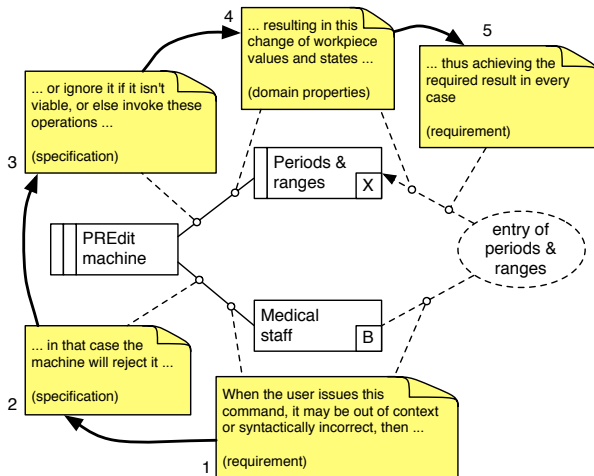 4
... resulting in this
change of workpiece
values and states ...
(domain properties)
5
... thus achieving the
required result in every
case
(requirement)
... or ignore it if it isn't
viable, or else invoke these
operations ...
(specification)
3
Periods &
ranges
X
PREdit
machine
entry of
periods &
ranges
Medical
staff
B
... in that case the
machine will reject it ...
(specification)
2
When the user issues this
command, it may be out of context
or syntactically incorrect, then ...
(requirement)
1